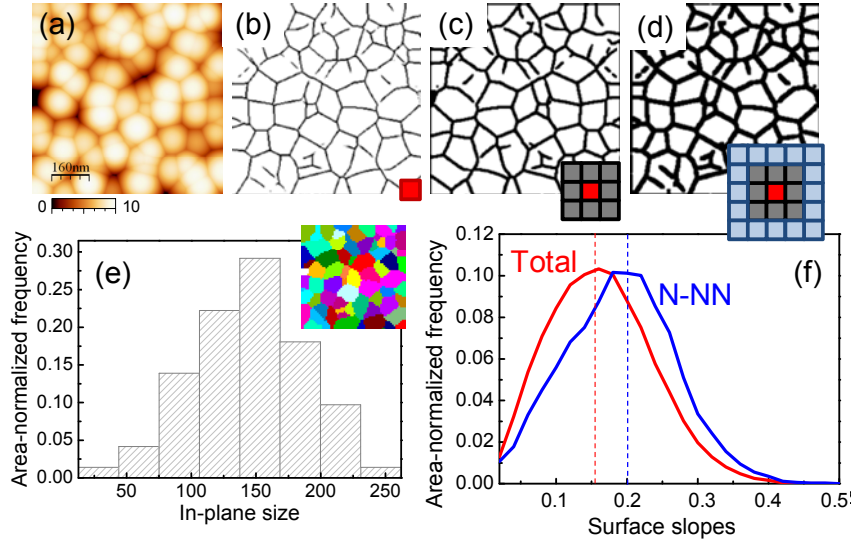 (a)
(b)
(c)
(d)
160nm
0
10
(e)
Area-normalized frequency
0.30
0.25
0.20
0.15
0.10
0.05
0.00
50
100
150
200
250
In-plane size
(f)
Total
N-NN
Area-normalized frequency
0.12
0.10
0.08
0.06
0.04
0.02
0.00
0.1
0.2
0.3
0.4
0.5
Surface slopes